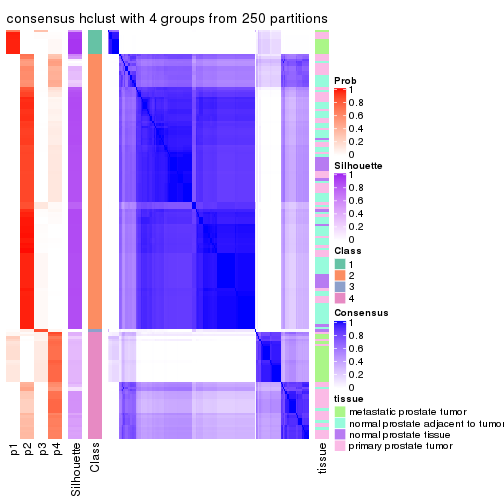 consensus hclust with 4 groups from 250 partitions
Prob
1
0.8
0.6
0.4
0.2
0
Silhouette
1
0.8
0.6
0.4
0.2
0
Class
1
2
3
4
Consensus
1
0.8
0.6
0.4
0.2
0
tissue
metastatic prostate tumor
normal prostate adjacent to tumor
normal prostate tissue
primary prostate tumor
p1
p2
p3
p4
Silhouette
Class
tissue